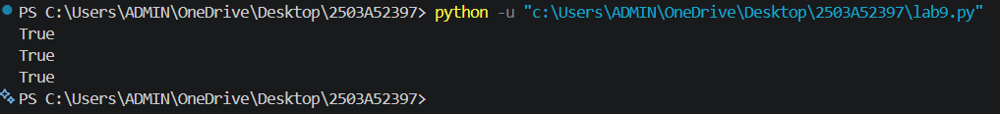 PS C:\Users\ADMIN\OneDrive\Desktop\2503A52397> python -u "c:\Users\ADMIN\OneDrive\Desktop\2503A52397\lab9.py"
True
True
True
PS C:\Users\ADMIN\OneDrive\Desktop\2503A52397>